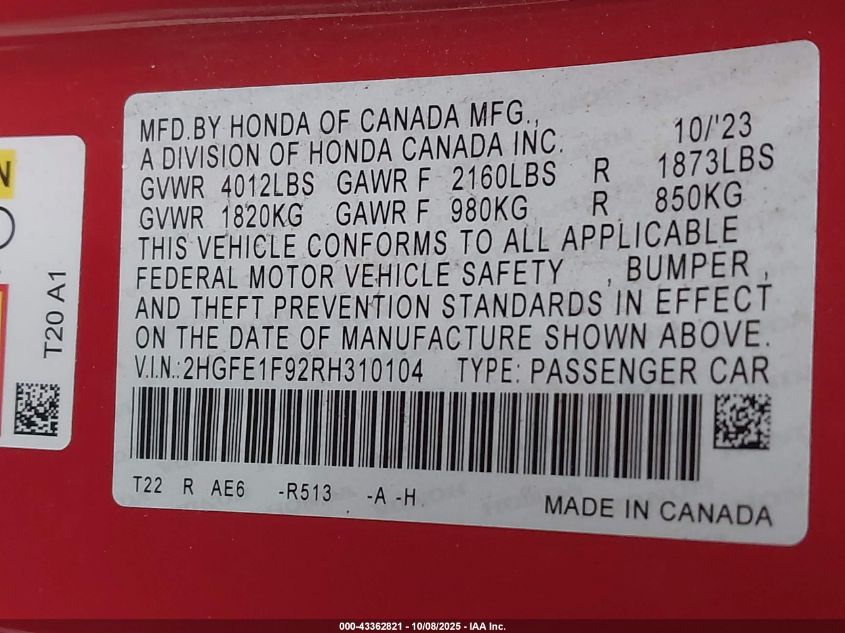 MFD.BY HONDA OF CANADA MFG., 10/'23
A DIVISION OF HONDA CANADA INC.
GVWR 4012LBS GAWR F 2160LBS R 1873LBS
GVWR 1820KG GAWR F 980KG R 850KG
THIS VEHICLE CONFORMS TO ALL APPLICABLE
FEDERAL MOTOR VEHICLE SAFETY , BUMPER ,
AND THEFT PREVENTION STANDARDS IN EFFECT
ON THE DATE OF MANUFACTURE SHOWN ABOVE.
V.I.N.:2HGFE1F92RH310104 TYPE: PASSENGER CAR
T22 R AE6 -R513 -A -H
MADE IN CANADA
T20 A1
000-43362821 - 10/08/2025 - IAA Inc.